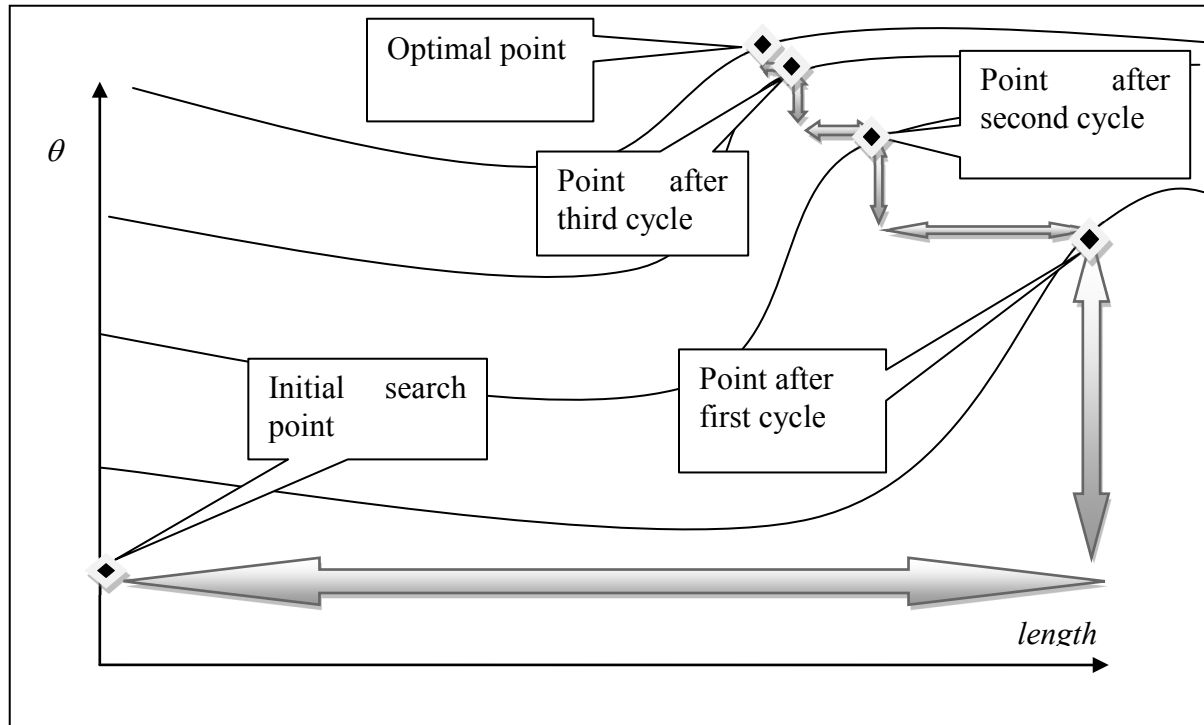 Optimal point
Point after
second cycle
θ
Point after
third cycle
Initial search
point
Point after
first cycle
length